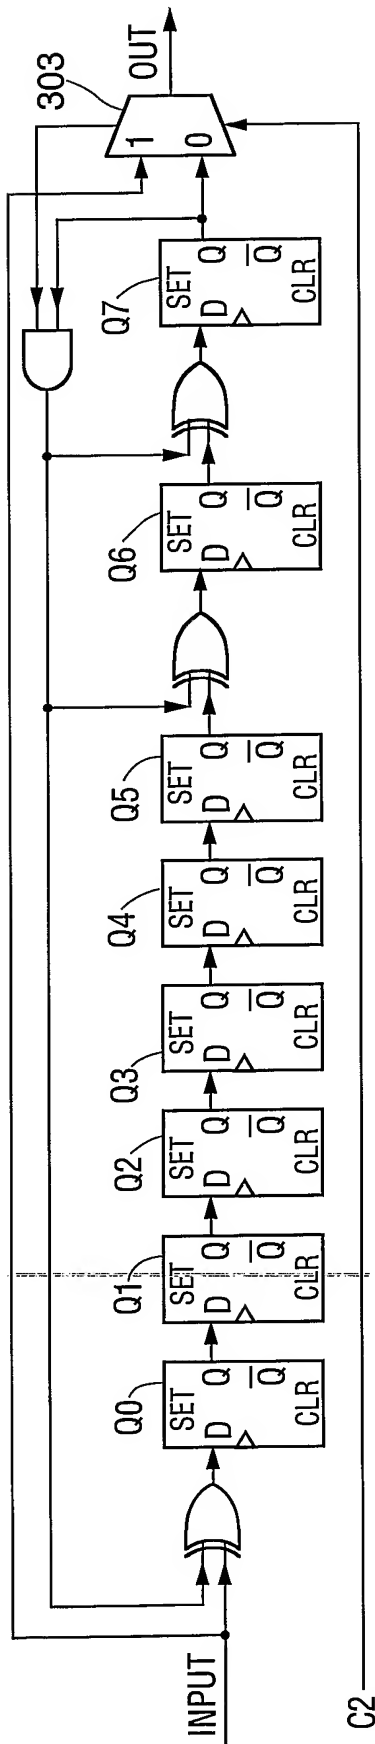 INPUT
C2
Q0
SET
D Q
Q
CLR
Q1
SET
D Q
Q
CLR
Q2
SET
D Q
Q
CLR
Q3
SET
D Q
Q
CLR
Q4
SET
D Q
Q
CLR
Q5
SET
D Q
Q
CLR
Q6
SET
D Q
Q
CLR
Q7
SET
D Q
Q
CLR
303
1
0
OUT